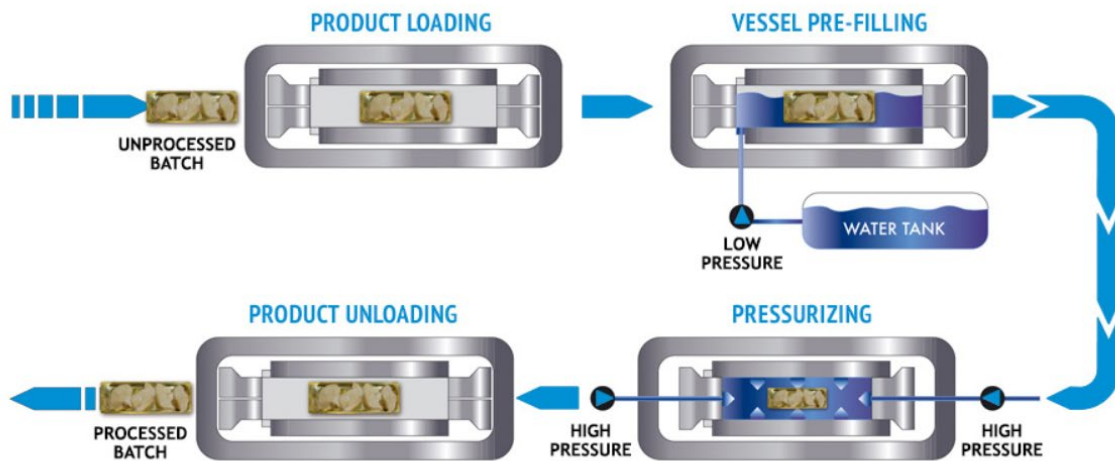 PRODUCT LOADING
VESSEL PRE-FILLING
UNPROCESSED
BATCH
LOW
PRESSURE
WATER TANK
PRODUCT UNLOADING
PRESSURIZING
PROCESSED
BATCH
HIGH
PRESSURE
HIGH
PRESSURE